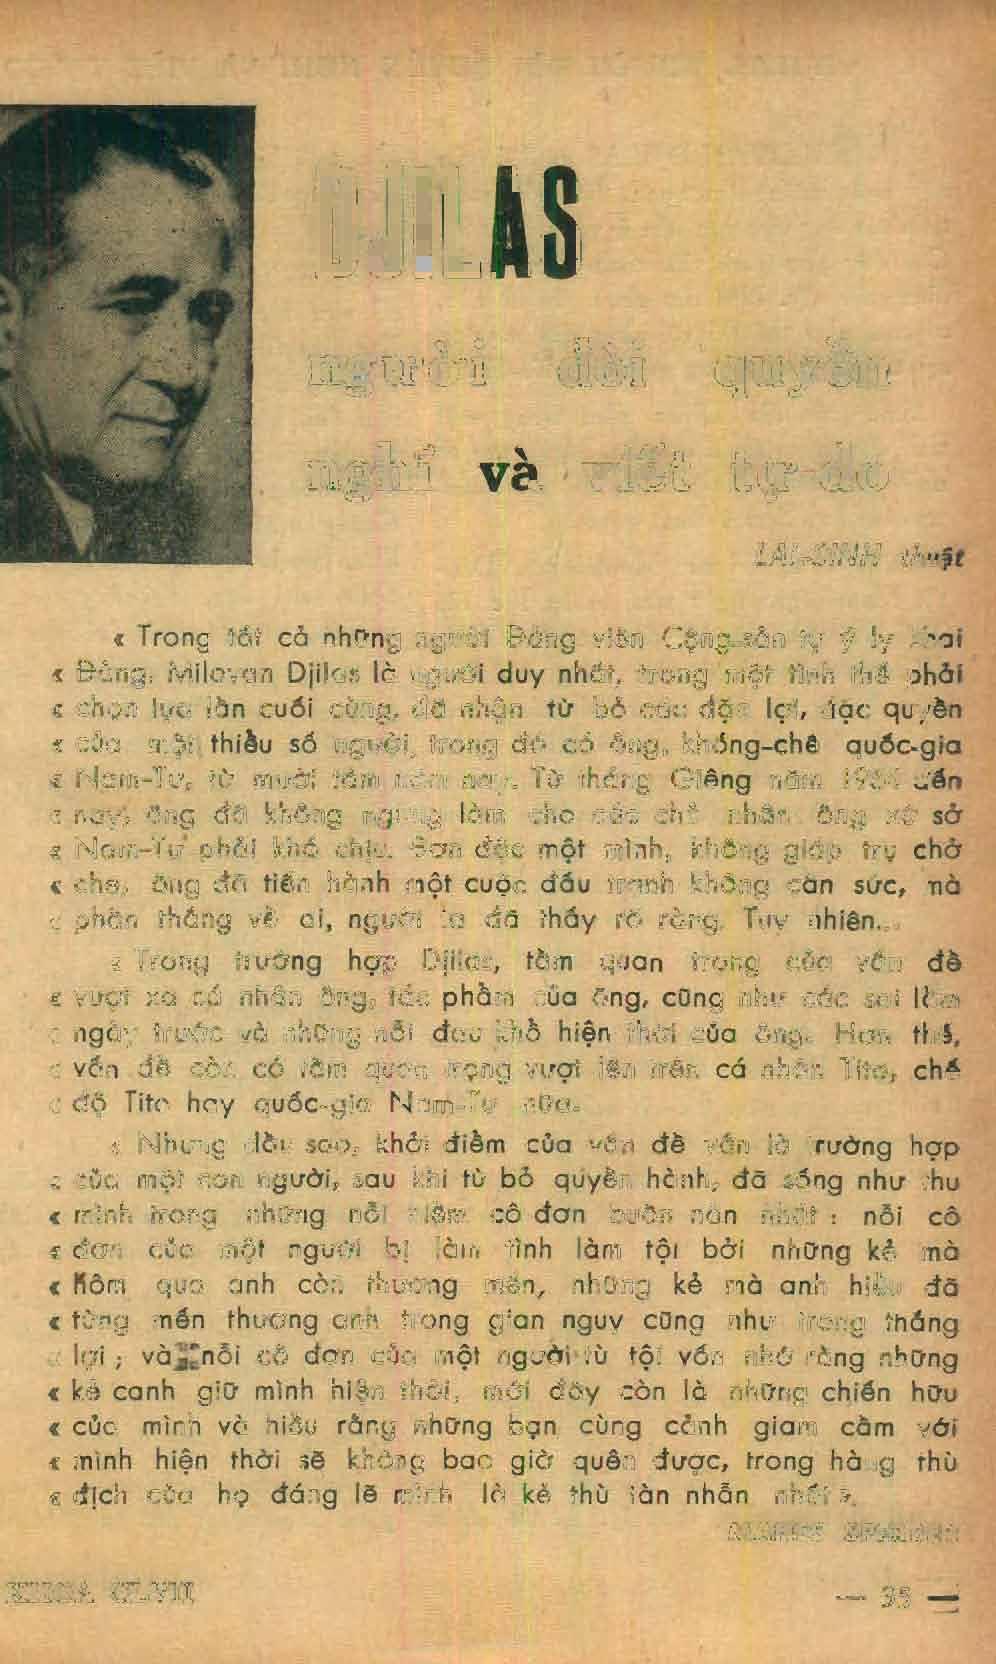 DJILAS
người đòi quyền
nghĩ và viết tự-do
LAI-SINH thuật
« Trong tất cả những người Đảng viên Cộng-sản tự ý ly khai
« Đảng, Milovan Djilas là người duy nhất, trong một tình thế phải
« chọn lựa lần cuối cùng, đã nhận từ bỏ các đặc lợi, đặc quyền
« của một thiểu số người, trong đó có ông, khống-chế quốc-gia
« Nam-Tư, từ mười tám năm nay. Từ tháng Giêng năm 1954 đến
« nay, ông đã không ngừng làm cho các chủ nhân ông xứ sở
« Nam-Tư phải khó chịu. Đơn độc một mình, không giáp trụ chở
« che, ông đã tiến hành một cuộc đấu tranh không cân sức, mà
« phần thắng về ai, người ta đã thấy rõ ràng. Tuy nhiên...
« Trong trường hợp Djilas, tầm quan trọng của vấn đề
« vượt xa cá nhân ông, tác phẩm của ông, cũng như các sai lầm
« ngày trước và những nỗi đau khổ hiện thời của ông. Hơn thế,
« vấn đề còn có tầm quan trọng vượt lên trên cá nhân Tito, chế
« độ Tito hay quốc-gia Nam-Tư nữa.
« Nhưng dầu sao, khởi điểm của vấn đề vẫn là trường hợp
« của một con người, sau khi từ bỏ quyền hành, đã sống như thu
« mình trong những nỗi niềm cô đơn buồn nản nhất : nỗi cô
« đơn của một người bị làm tình làm tội bởi những kẻ mà
« hôm qua anh còn thương mến, những kẻ mà anh hiểu đã
« từng mến thương anh trong gian nguy cũng như trong thắng
« lợi ; và nỗi cô đơn của một người tù tội vốn nhớ rằng những
« kẻ canh giữ mình hiện thời, mới đây còn là những chiến hữu
« của mình và hiểu rằng những bạn cùng cảnh giam cầm với
« mình hiện thời sẽ không bao giờ quên được, trong hàng thù
« địch của họ đáng lẽ mình là kẻ thù tàn nhẫn nhất ».
— 35 —